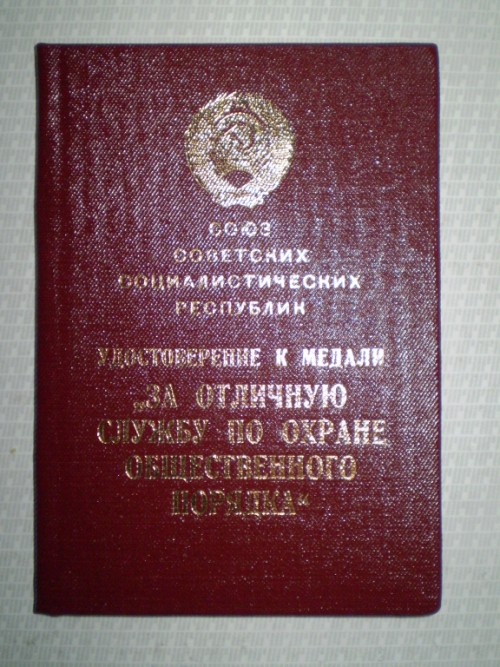 СОЮЗ
СОВЕТСКИХ
СОЦИАЛИСТИЧЕСКИХ
РЕСПУБЛИК
УДОСТОВЕРЕНИЕ К МЕДАЛИ
„ЗА ОТЛИЧНУЮ
СЛУЖБУ ПО ОХРАНЕ
ОБЩЕСТВЕННОГО
ПОРЯДКА“